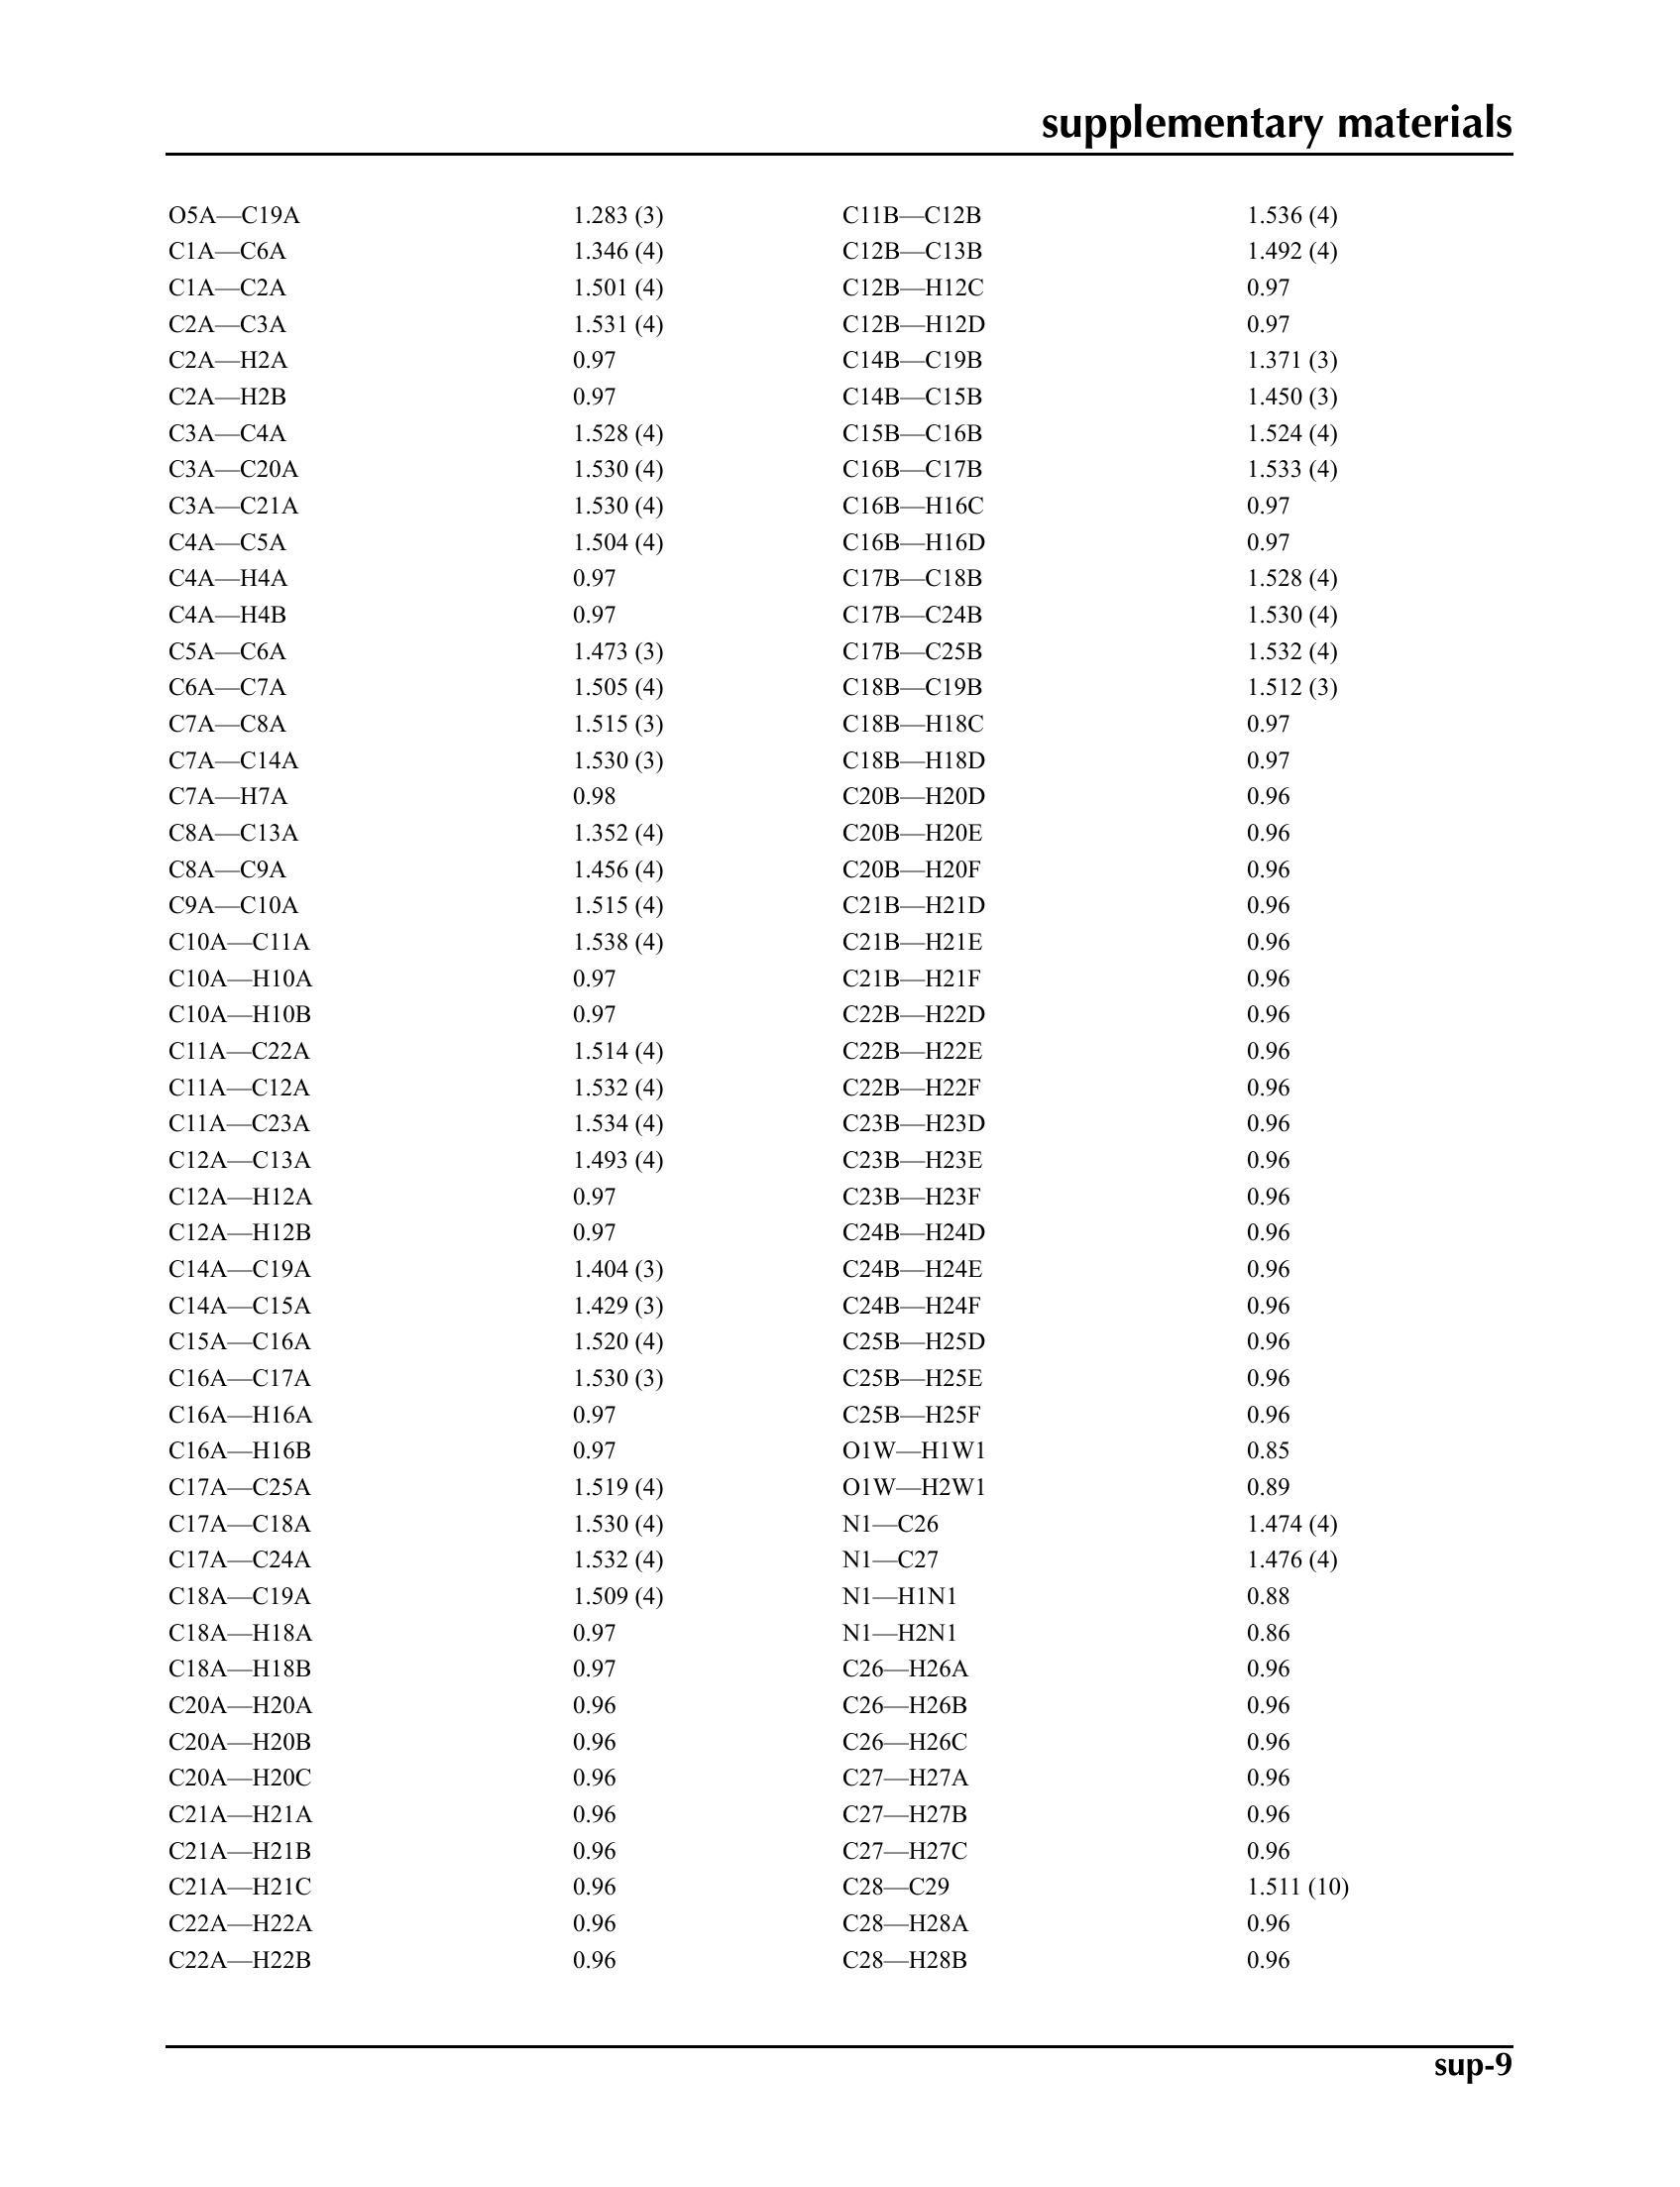 supplementary materials
O5A—C19A 1.283 (3) C11B—C12B 1.536 (4)
C1A—C6A 1.346 (4) C12B—C13B 1.492 (4)
C1A—C2A 1.501 (4) C12B—H12C 0.97
C2A—C3A 1.531 (4) C12B—H12D 0.97
C2A—H2A 0.97 C14B—C19B 1.371 (3)
C2A—H2B 0.97 C14B—C15B 1.450 (3)
C3A—C4A 1.528 (4) C15B—C16B 1.524 (4)
C3A—C20A 1.530 (4) C16B—C17B 1.533 (4)
C3A—C21A 1.530 (4) C16B—H16C 0.97
C4A—C5A 1.504 (4) C16B—H16D 0.97
C4A—H4A 0.97 C17B—C18B 1.528 (4)
C4A—H4B 0.97 C17B—C24B 1.530 (4)
C5A—C6A 1.473 (3) C17B—C25B 1.532 (4)
C6A—C7A 1.505 (4) C18B—C19B 1.512 (3)
C7A—C8A 1.515 (3) C18B—H18C 0.97
C7A—C14A 1.530 (3) C18B—H18D 0.97
C7A—H7A 0.98 C20B—H20D 0.96
C8A—C13A 1.352 (4) C20B—H20E 0.96
C8A—C9A 1.456 (4) C20B—H20F 0.96
C9A—C10A 1.515 (4) C21B—H21D 0.96
C10A—C11A 1.538 (4) C21B—H21E 0.96
C10A—H10A 0.97 C21B—H21F 0.96
C10A—H10B 0.97 C22B—H22D 0.96
C11A—C22A 1.514 (4) C22B—H22E 0.96
C11A—C12A 1.532 (4) C22B—H22F 0.96
C11A—C23A 1.534 (4) C23B—H23D 0.96
C12A—C13A 1.493 (4) C23B—H23E 0.96
C12A—H12A 0.97 C23B—H23F 0.96
C12A—H12B 0.97 C24B—H24D 0.96
C14A—C19A 1.404 (3) C24B—H24E 0.96
C14A—C15A 1.429 (3) C24B—H24F 0.96
C15A—C16A 1.520 (4) C25B—H25D 0.96
C16A—C17A 1.530 (3) C25B—H25E 0.96
C16A—H16A 0.97 C25B—H25F 0.96
C16A—H16B 0.97 O1W—H1W1 0.85
C17A—C25A 1.519 (4) O1W—H2W1 0.89
C17A—C18A 1.530 (4) N1—C26 1.474 (4)
C17A—C24A 1.532 (4) N1—C27 1.476 (4)
C18A—C19A 1.509 (4) N1—H1N1 0.88
C18A—H18A 0.97 N1—H2N1 0.86
C18A—H18B 0.97 C26—H26A 0.96
C20A—H20A 0.96 C26—H26B 0.96
C20A—H20B 0.96 C26—H26C 0.96
C20A—H20C 0.96 C27—H27A 0.96
C21A—H21A 0.96 C27—H27B 0.96
C21A—H21B 0.96 C27—H27C 0.96
C21A—H21C 0.96 C28—C29 1.511 (10)
C22A—H22A 0.96 C28—H28A 0.96
C22A—H22B 0.96 C28—H28B 0.96
sup-9